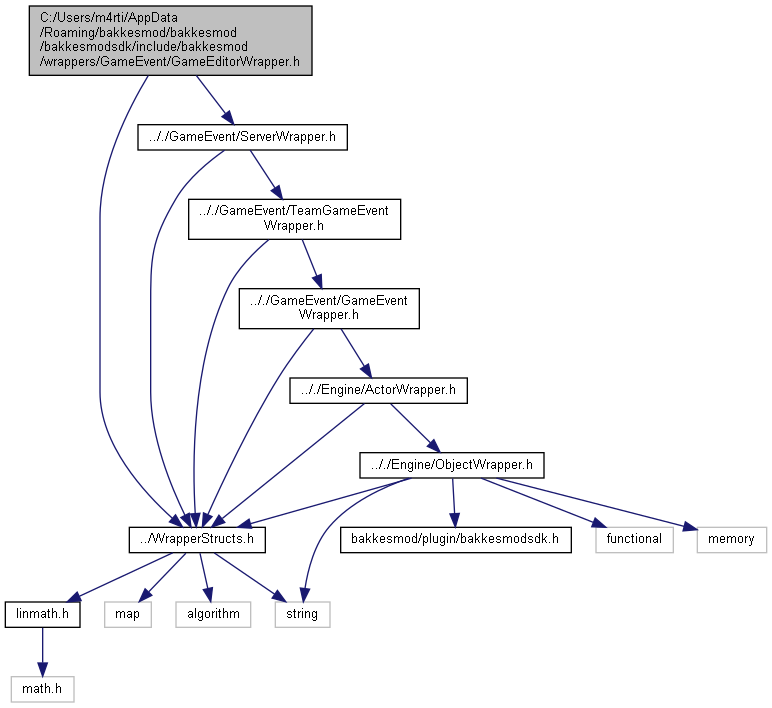 C:/Users/m4rti/AppData
/Roaming/bakkesmod/bakkesmod
/bakkesmodsdk/include/bakkesmod
/wrappers/GameEvent/GameEditorWrapper.h
.././GameEvent/ServerWrapper.h
.././GameEvent/TeamGameEvent
Wrapper.h
.././GameEvent/GameEvent
Wrapper.h
.././Engine/ActorWrapper.h
.././Engine/ObjectWrapper.h
../WrapperStructs.h
bakkesmod/plugin/bakkesmodsdk.h
functional
memory
linmath.h
map
algorithm
string
math.h